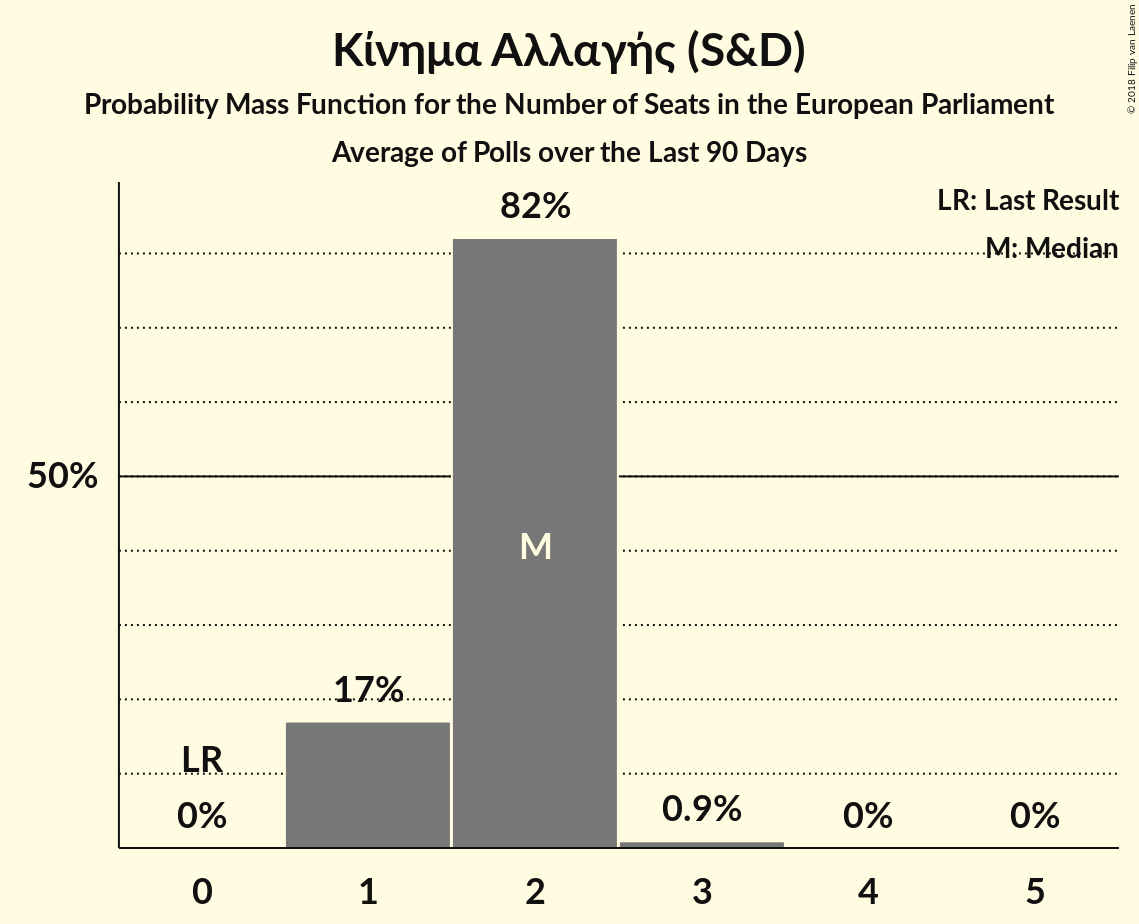 Κίνημα Αλλαγής (S&D)
Probability Mass Function for the Number of Seats in the European Parliament
Average of Polls over the Last 90 Days
© 2018 Filip van Laenen
LR: Last Result
M: Median
82%
50%
M
17%
LR
0%
0.9%
0%
0%
0 1 2 3 4 5